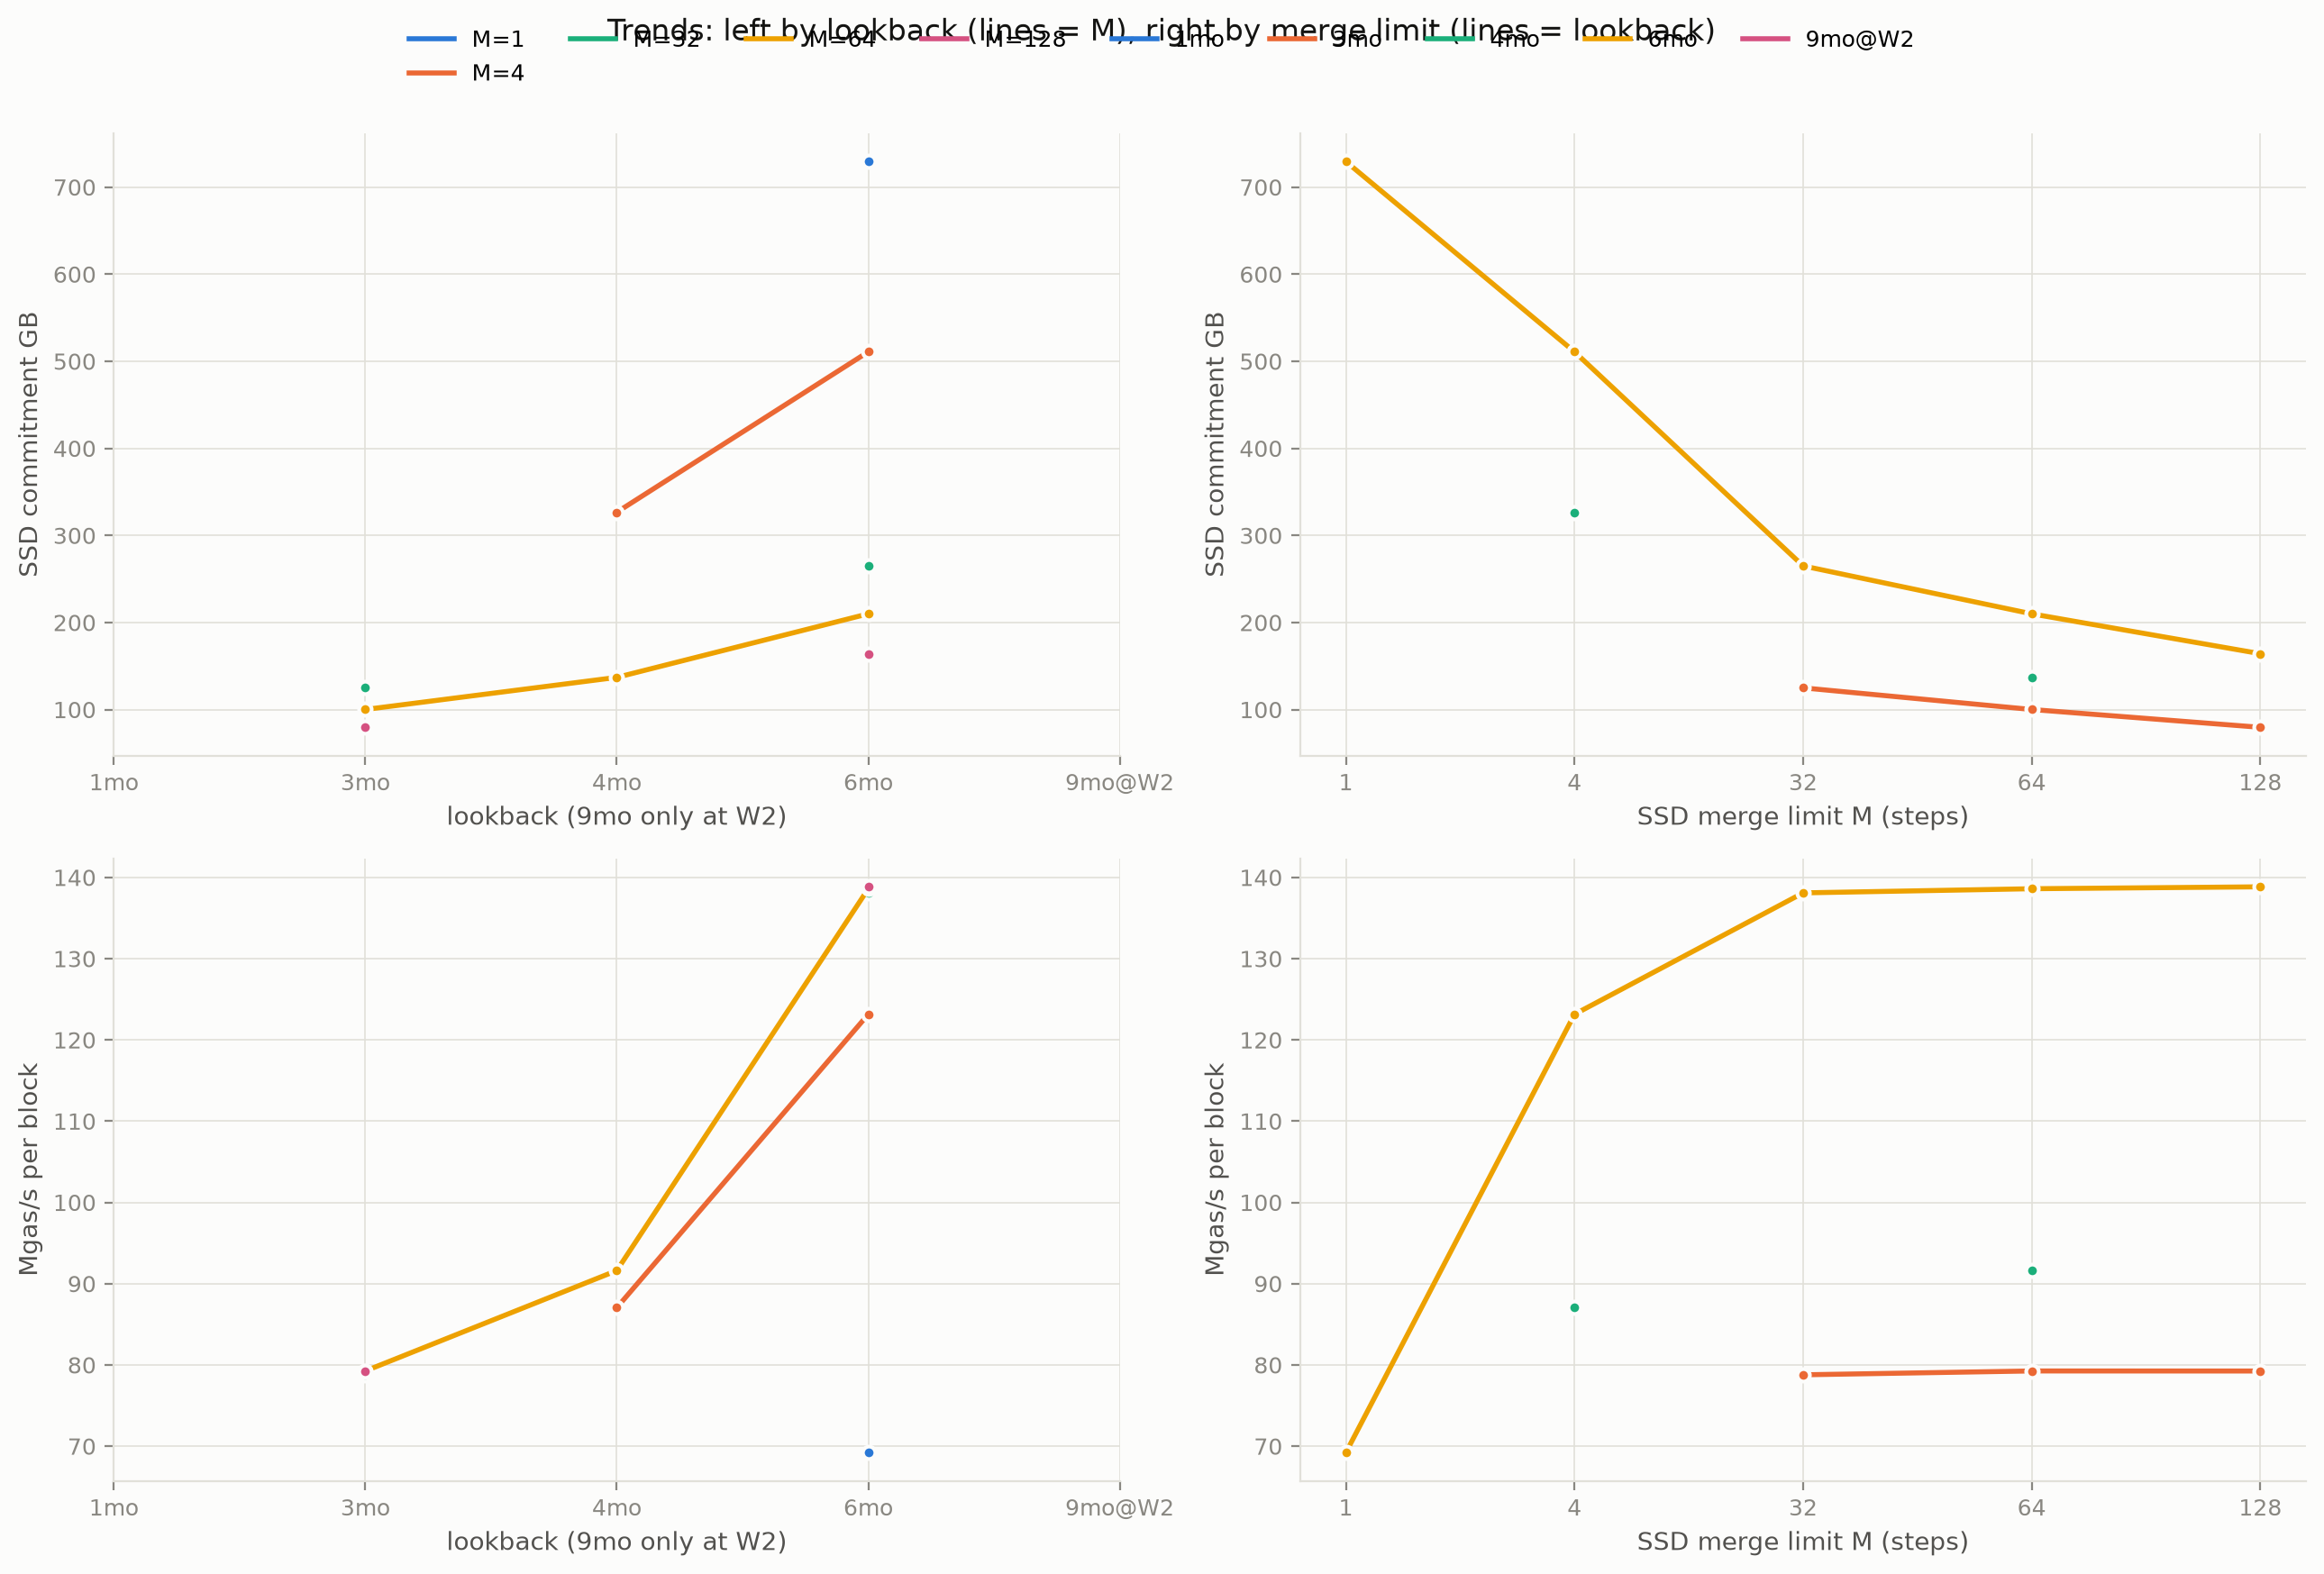 Trends: left by lookback (lines = M), right by merge limit (lines = lookback)
M=1 M=32 M=64 M=128 1mo 3mo 4mo 6mo 9mo@W2
M=4
SSD commitment GB
700
600
500
400
300
200
100
1mo 3mo 4mo 6mo 9mo@W2
lookback (9mo only at W2)
SSD commitment GB
700
600
500
400
300
200
100
1 4 32 64 128
SSD merge limit M (steps)
Mgas/s per block
140
130
120
110
100
90
80
70
1mo 3mo 4mo 6mo 9mo@W2
lookback (9mo only at W2)
Mgas/s per block
140
130
120
110
100
90
80
70
1 4 32 64 128
SSD merge limit M (steps)